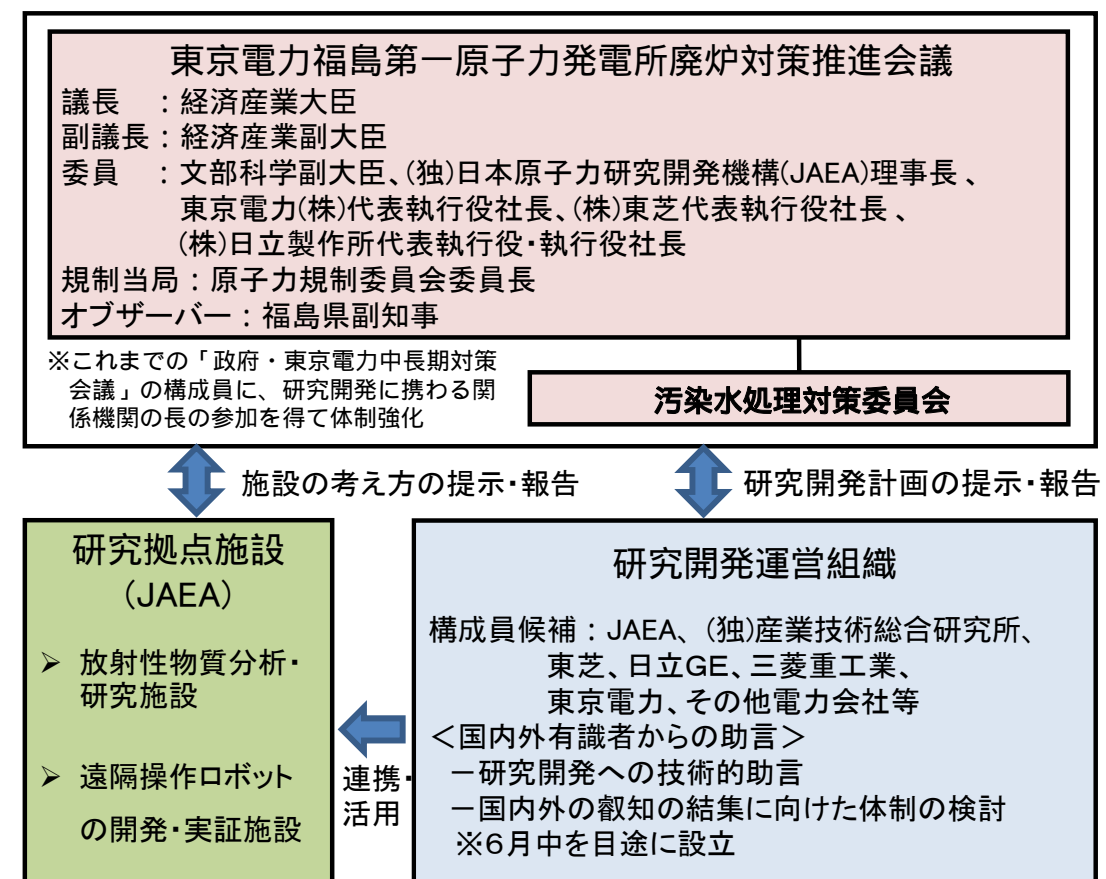 東京電力福島第一原子力発電所廃炉対策推進会議
議長　：経済産業大臣
副議長：経済産業副大臣
委員　：文部科学副大臣、(独)日本原子力研究開発機構(JAEA)理事長、
東京電力(株)代表執行役社長、(株)東芝代表執行役社長、
(株)日立製作所代表執行役・執行役社長
規制当局：原子力規制委員会委員長
オブザーバー：福島県副知事
※これまでの「政府・東京電力中長期対策
会議」の構成員に、研究開発に携わる関
係機関の長の参加を得て体制強化
汚染水処理対策委員会
施設の考え方の提示・報告
研究開発計画の提示・報告
研究拠点施設
(JAEA)
➢ 放射性物質分析・
研究施設
➢ 遠隔操作ロボット
の開発・実証施設
連携・
活用
研究開発運営組織
構成員候補：JAEA、(独)産業技術総合研究所、
東芝、日立GE、三菱重工業、
東京電力、その他電力会社等
＜国内外有識者からの助言＞
－研究開発への技術的助言
－国内外の叡知の結集に向けた体制の検討
※６月中を目途に設立